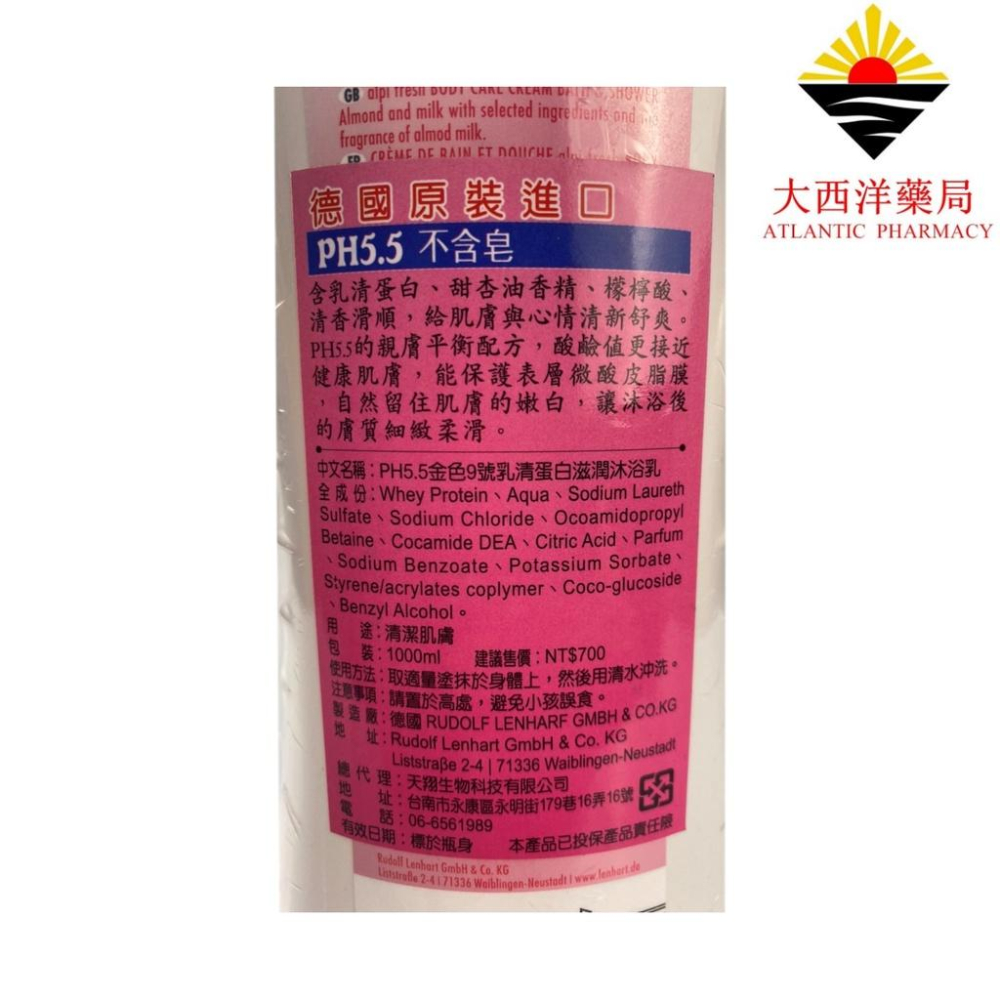 大西洋藥局
ATLANTIC PHARMACY
GB alpi fresh BODY CARE CREAM BATH & SHOWER
Almond and milk with selected ingredients and
fragrance of almod milk.
FR CRÈME DE BAIN ET DOUCHE
德國原裝進口
PH5.5 不含皂
含乳清蛋白、甜杏油香精、檬檸酸、
清香滑順，給肌膚與心情清新舒爽。
PH5.5的親膚平衡配方，酸鹼值更接近
健康肌膚，能保護表層微酸皮脂膜
，自然留住肌膚的嫩白，讓沐浴後
的膚質細緻柔滑。
中文名稱：PH5.5金色9號乳清蛋白滋潤沐浴乳
全成份：Whey Protein、Aqua、Sodium Laureth
Sulfate、Sodium Chloride、Ocoamidopropyl
Betaine、Cocamide DEA、Citric Acid、Parfum
、Sodium Benzoate、Potassium Sorbate、
Styrene/acrylates coplymer、Coco-glucoside
、Benzyl Alcohol。
用途：清潔肌膚
包裝：1000ml 建議售價：NT$700
使用方法：取適量塗抹於身體上，然後用清水沖洗。
注意事項：請置於高處，避免小孩誤食。
製造廠：德國 RUDOLF LENHARF GMBH & CO.KG
地址：Rudolf Lenhart GmbH & Co. KG
Liststraße 2-4 | 71336 Waiblingen-Neustadt
總代理：天翔生物科技有限公司
地址：台南市永康區永明街179巷16弄16號
電話：06-6561989
有效日期：標於瓶身 本產品已投保產品責任險
Rudolf Lenhart GmbH & Co. KG
Liststraße 2-4 | 71336 Waiblingen-Neustadt | www.lenhart.de